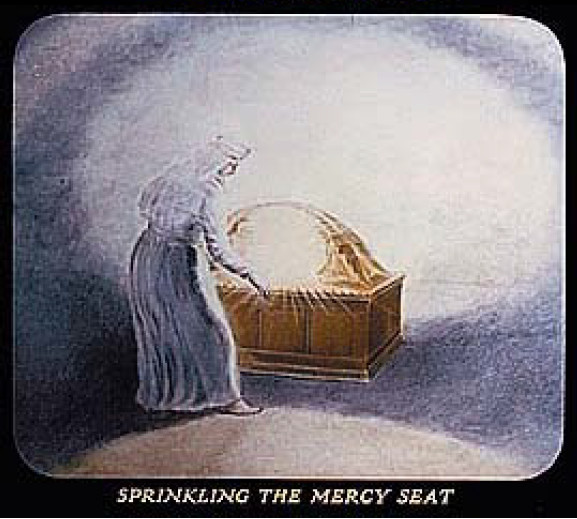 SPRINKLING THE MERCY SEAT